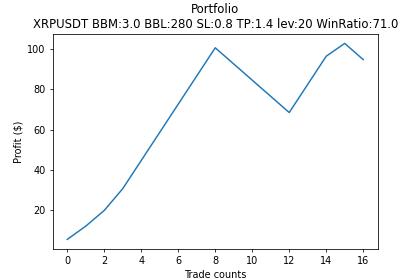 Portfolio
XRPUSDT BBM:3.0 BBL:280 SL:0.8 TP:1.4 lev:20 WinRatio:71.0
100
80
60
40
20
Profit ($)
0 2 4 6 8 10 12 14 16
Trade counts